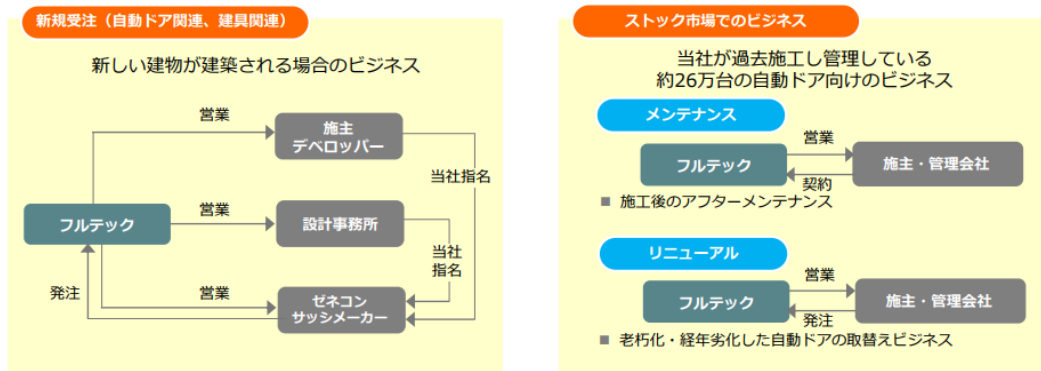 新規受注（自動ドア関連、建具関連）
新しい建物が建築される場合のビジネス
営業
施主
デベロッパー
当社指名
フルテック
営業
設計事務所
当社
指名
発注
営業
ゼネコン
サッシメーカー
ストック市場でのビジネス
当社が過去施工し管理している
約26万台の自動ドア向けのビジネス
メンテナンス
営業
フルテック
施主・管理会社
契約
■ 施工後のアフターメンテナンス
リニューアル
営業
フルテック
施主・管理会社
発注
■ 老朽化・経年劣化した自動ドアの取替えビジネス